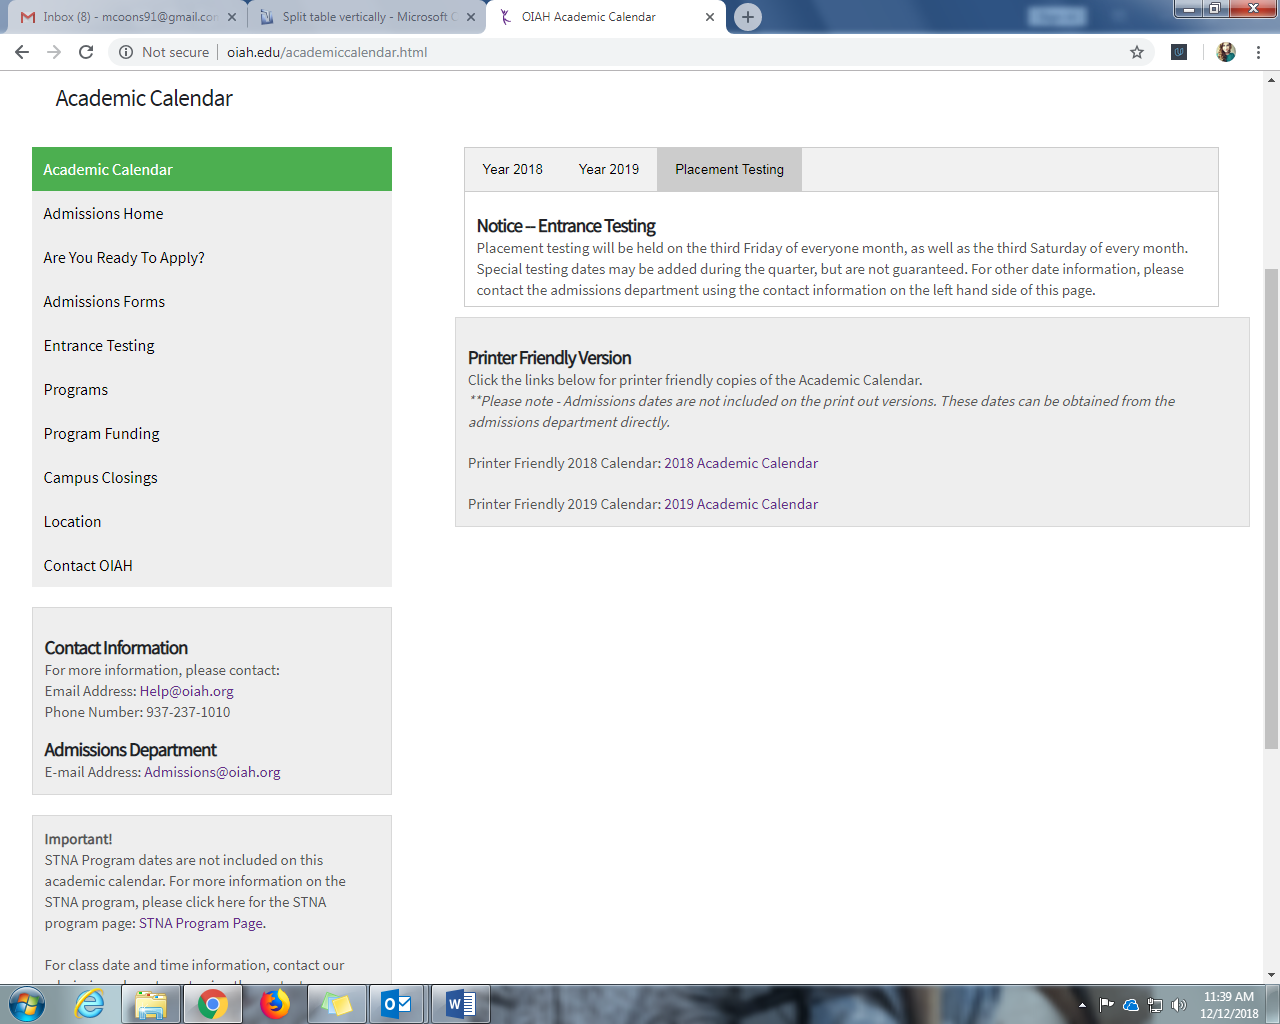 Inbox (8) - mcoons91@gmail.con
Split table vertically - Microsoft C
OIAH Academic Calendar
Not secure
oiah.edu/academiccalendar.html
Academic Calendar
Academic Calendar
Admissions Home
Are You Ready To Apply?
Admissions Forms
Entrance Testing
Programs
Program Funding
Campus Closings
Location
Contact OIAH
Contact Information
For more information, please contact:
Email Address: Help@oiah.org
Phone Number: 937-237-1010
Admissions Department
E-mail Address: Admissions@oiah.org
Important!
STNA Program dates are not included on this
academic calendar. For more information on the
STNA program, please click here for the STNA
program page: STNA Program Page.
For class date and time information, contact our
Year 2018
Year 2019
Placement Testing
Notice -- Entrance Testing
Placement testing will be held on the third Friday of everyone month, as well as the third Saturday of every month.
Special testing dates may be added during the quarter, but are not guaranteed. For other date information, please
contact the admissions department using the contact information on the left hand side of this page.
Printer Friendly Version
Click the links below for printer friendly copies of the Academic Calendar.
**Please note - Admissions dates are not included on the print out versions. These dates can be obtained from the
admissions department directly.
Printer Friendly 2018 Calendar: 2018 Academic Calendar
Printer Friendly 2019 Calendar: 2019 Academic Calendar
11:39 AM
12/12/2018